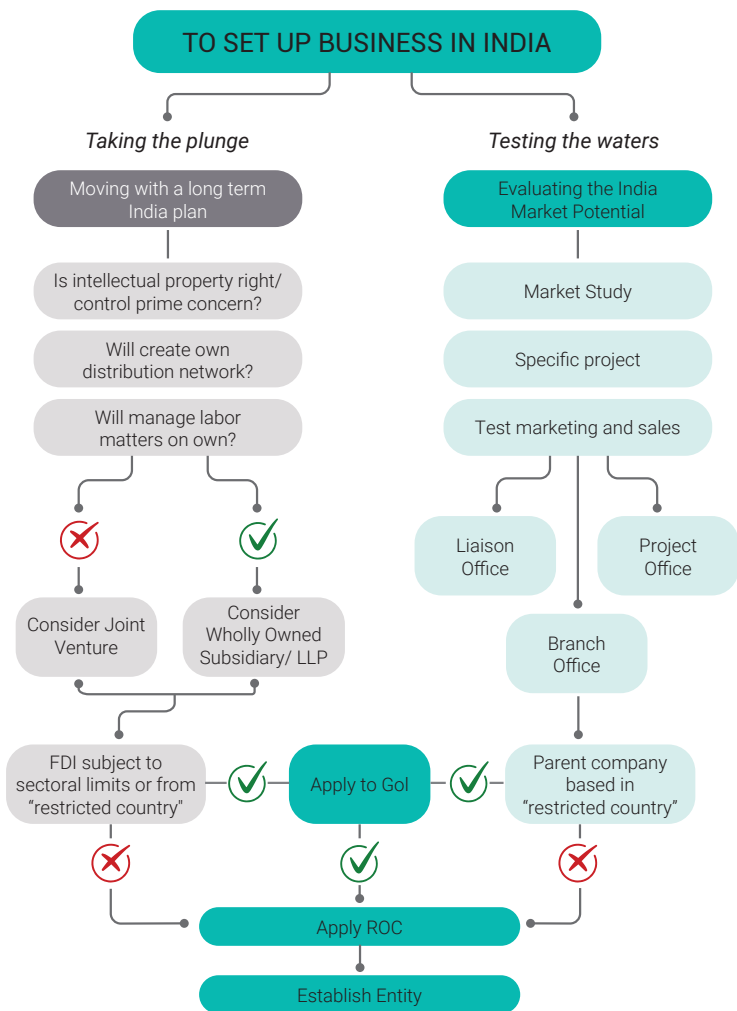 TO SET UP BUSINESS IN INDIA
Taking the plunge
Testing the waters
Moving with a long term
India plan
Evaluating the India
Market Potential
Is intellectual property right/
control prime concern?
Market Study
Will create own
distribution network?
Specific project
Will manage labor
matters on own?
Test marketing and sales
Liaison
Office
Project
Office
Consider Joint
Venture
Consider
Wholly Owned
Subsidiary/ LLP
Branch
Office
FDI subject to
sectoral limits or from
“restricted country"
Apply to GoI
Parent company
based in
“restricted country”
Apply ROC
Establish Entity